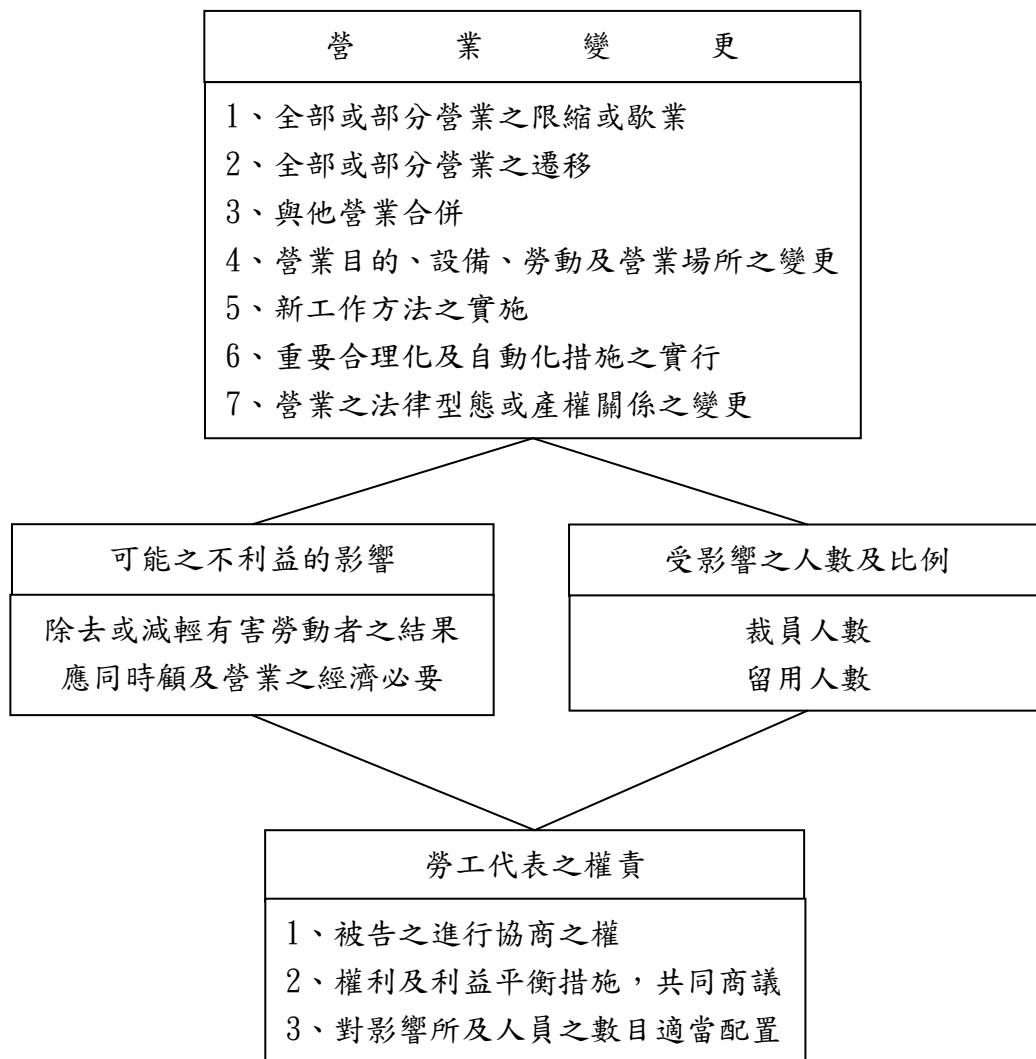 營業變更
1、全部或部分營業之限縮或歇業
2、全部或部分營業之遷移
3、與他營業合併
4、營業目的、設備、勞動及營業場所之變更
5、新工作方法之實施
6、重要合理化及自動化措施之實行
7、營業之法律型態或產權關係之變更
可能之不利益的影響
除去或減輕有害勞動者之結果
應同時顧及營業之經濟必要
受影響之人數及比例
裁員人數
留用人數
勞工代表之權責
1、被告之進行協商之權
2、權利及利益平衡措施，共同商議
3、對影響所及人員之數目適當配置